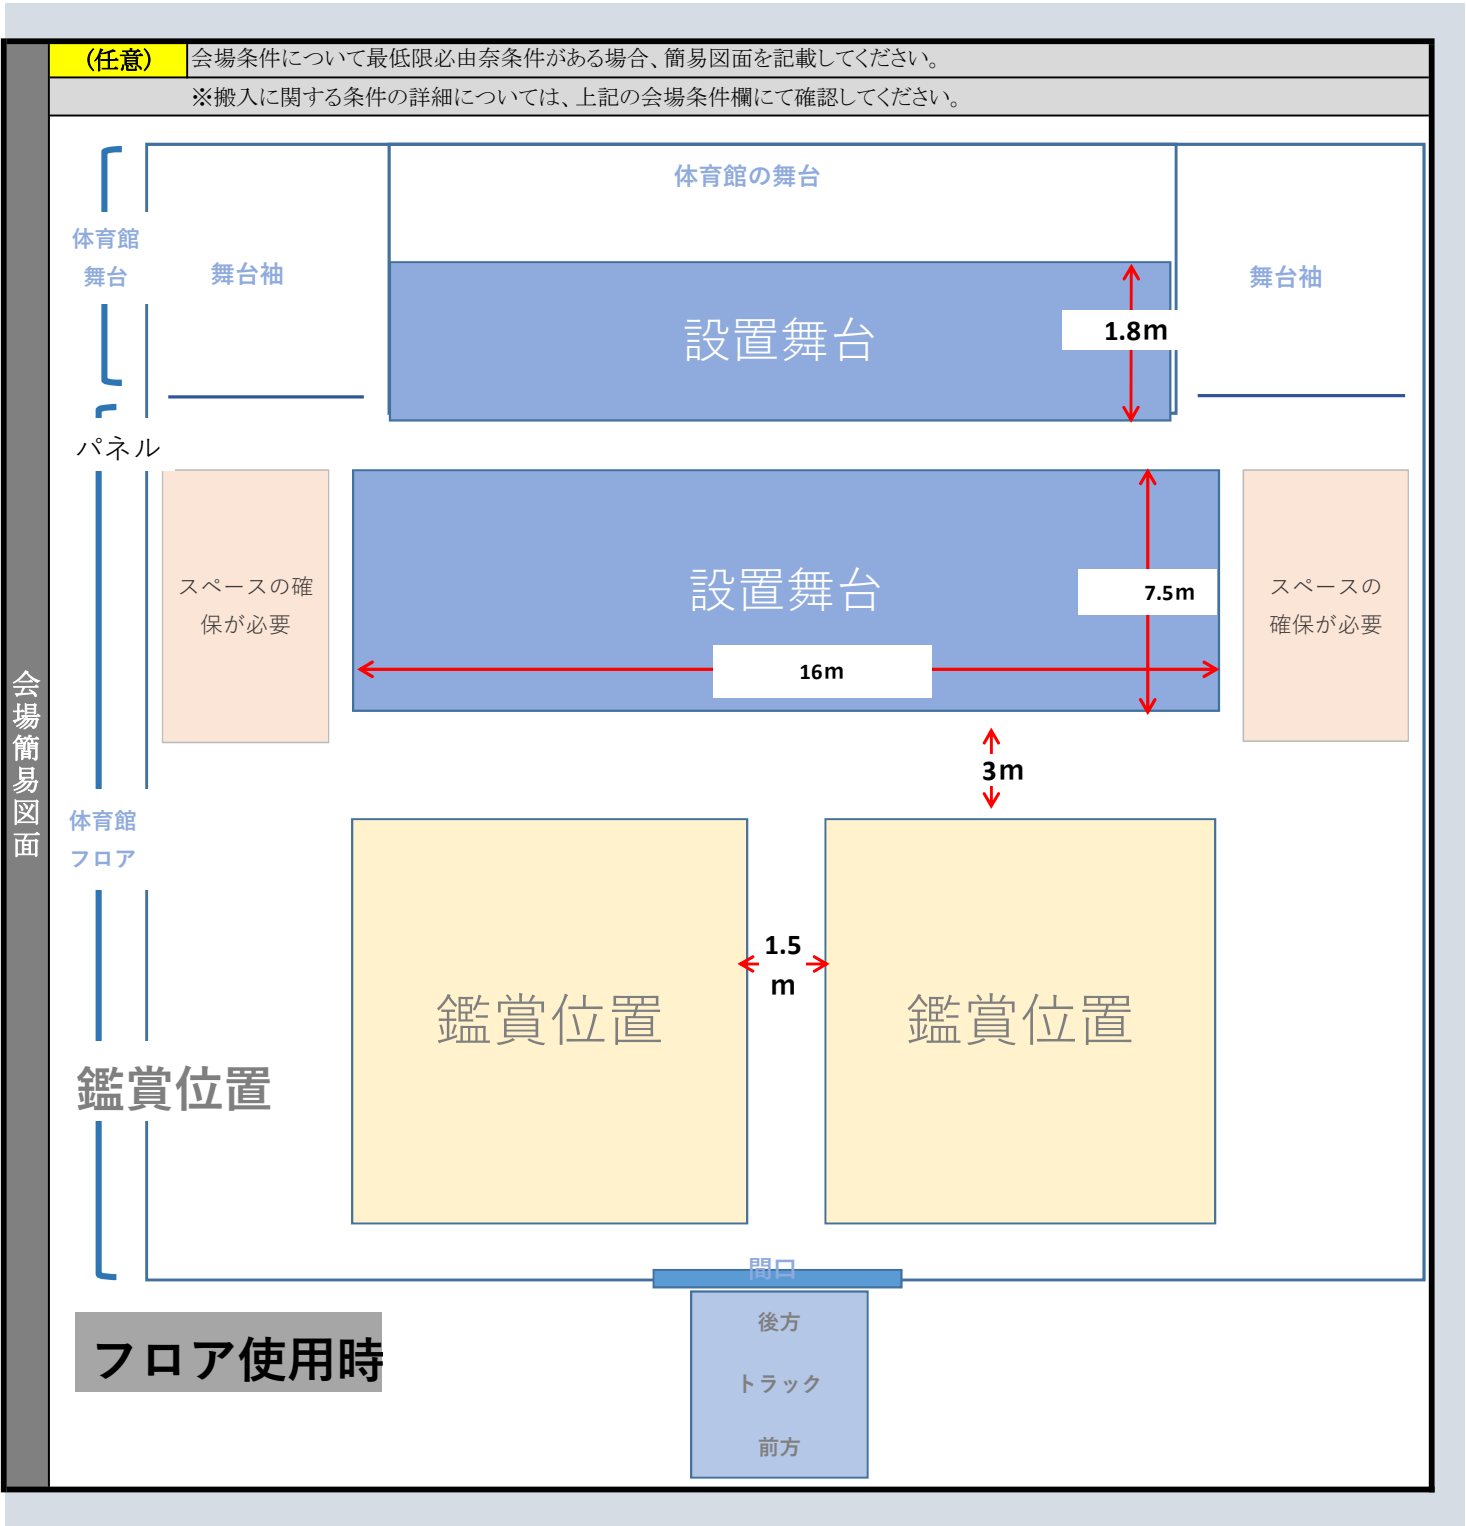 (任意) 会場条件について最低限必由奈条件がある場合、簡易図面を記載してください。
※搬入に関する条件の詳細については、上記の会場条件欄にて確認してください。
会場簡易図面
体育館の舞台
体育館
舞台
舞台袖
舞台袖
設置舞台
1.8m
パネル
スペースの確
保が必要
設置舞台
7.5m
16m
スペースの
確保が必要
3m
体育館
フロア
1.5
m
鑑賞位置
鑑賞位置
鑑賞位置
間口
後方
トラック
前方
フロア使用時